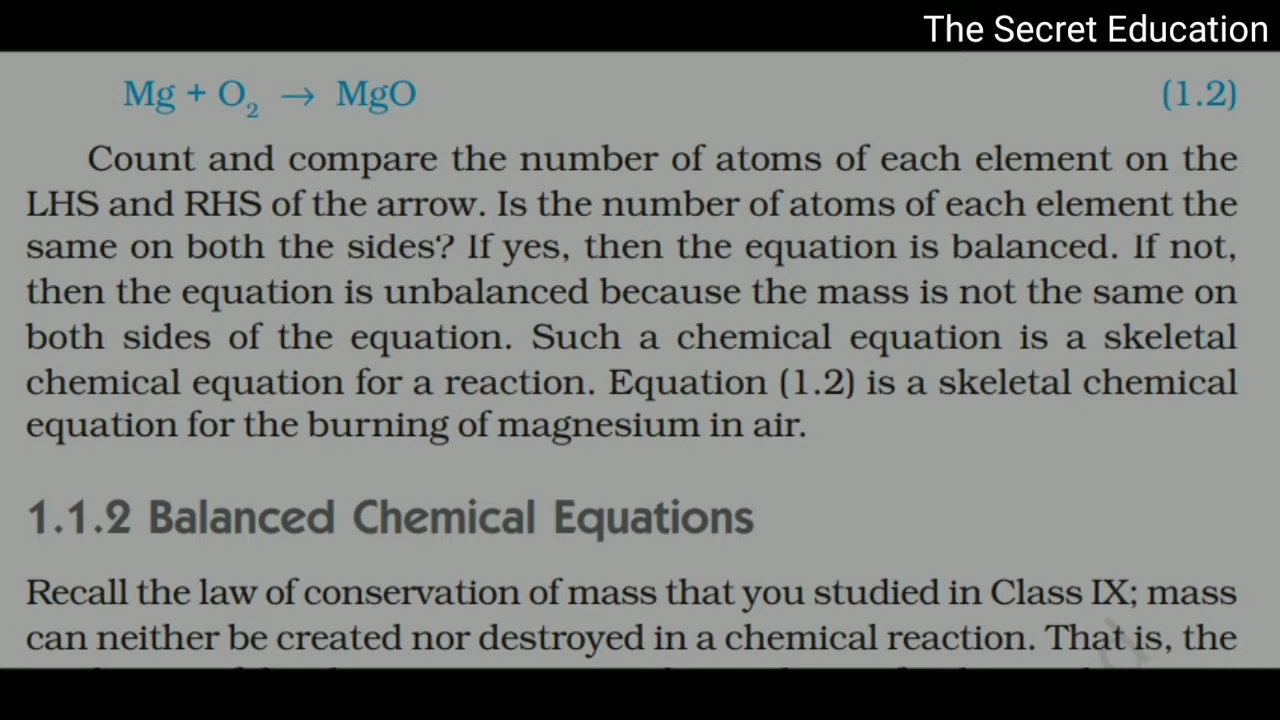 The Secret Education
Mg + O₂ → MgO (1.2)
Count and compare the number of atoms of each element on the
LHS and RHS of the arrow. Is the number of atoms of each element the
same on both the sides? If yes, then the equation is balanced. If not,
then the equation is unbalanced because the mass is not the same on
both sides of the equation. Such a chemical equation is a skeletal
chemical equation for a reaction. Equation (1.2) is a skeletal chemical
equation for the burning of magnesium in air.
1.1.2 Balanced Chemical Equations
Recall the law of conservation of mass that you studied in Class IX; mass
can neither be created nor destroyed in a chemical reaction. That is, the